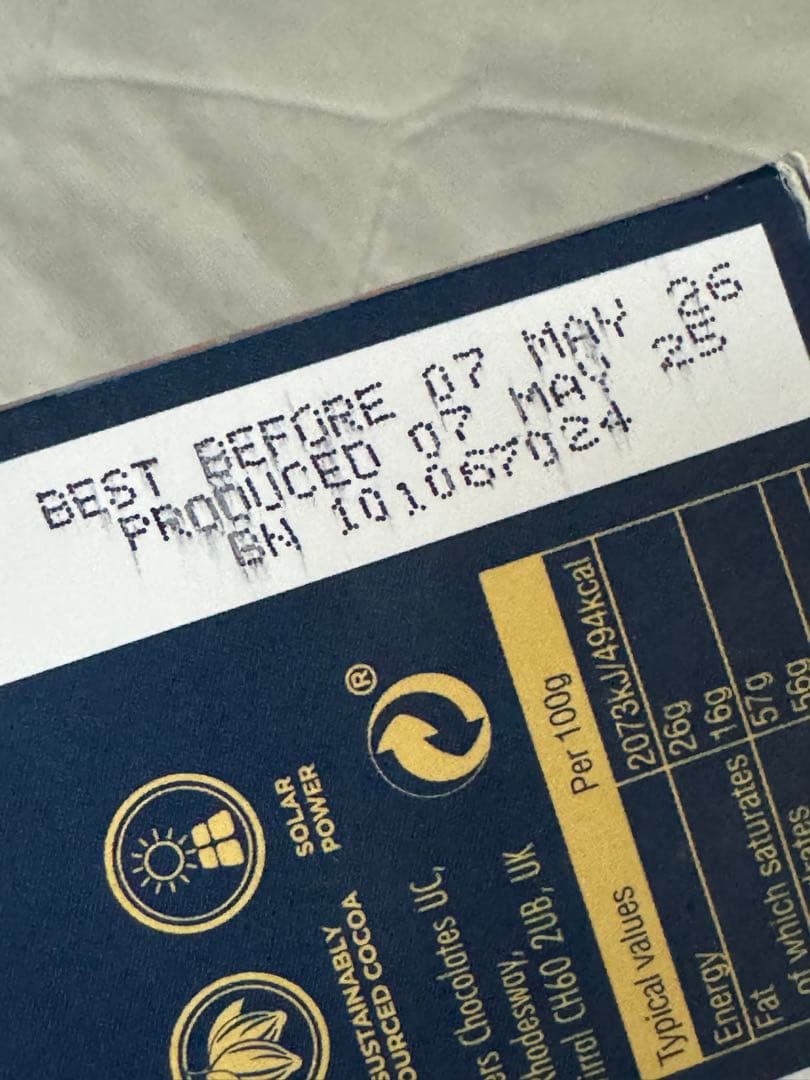 BEST BEFORE 07 MAY 26
PRODUCED 07 MAY 25
BN 101067024
®
SOLAR
POWER
SUSTAINABLY
SOURCED COCOA
Chocolates UC,
CH60 2UB, UK
Typical values Per 100g
Energy 2073kJ/494kcal
Fat 26g
of which saturates 16g
57g
56g